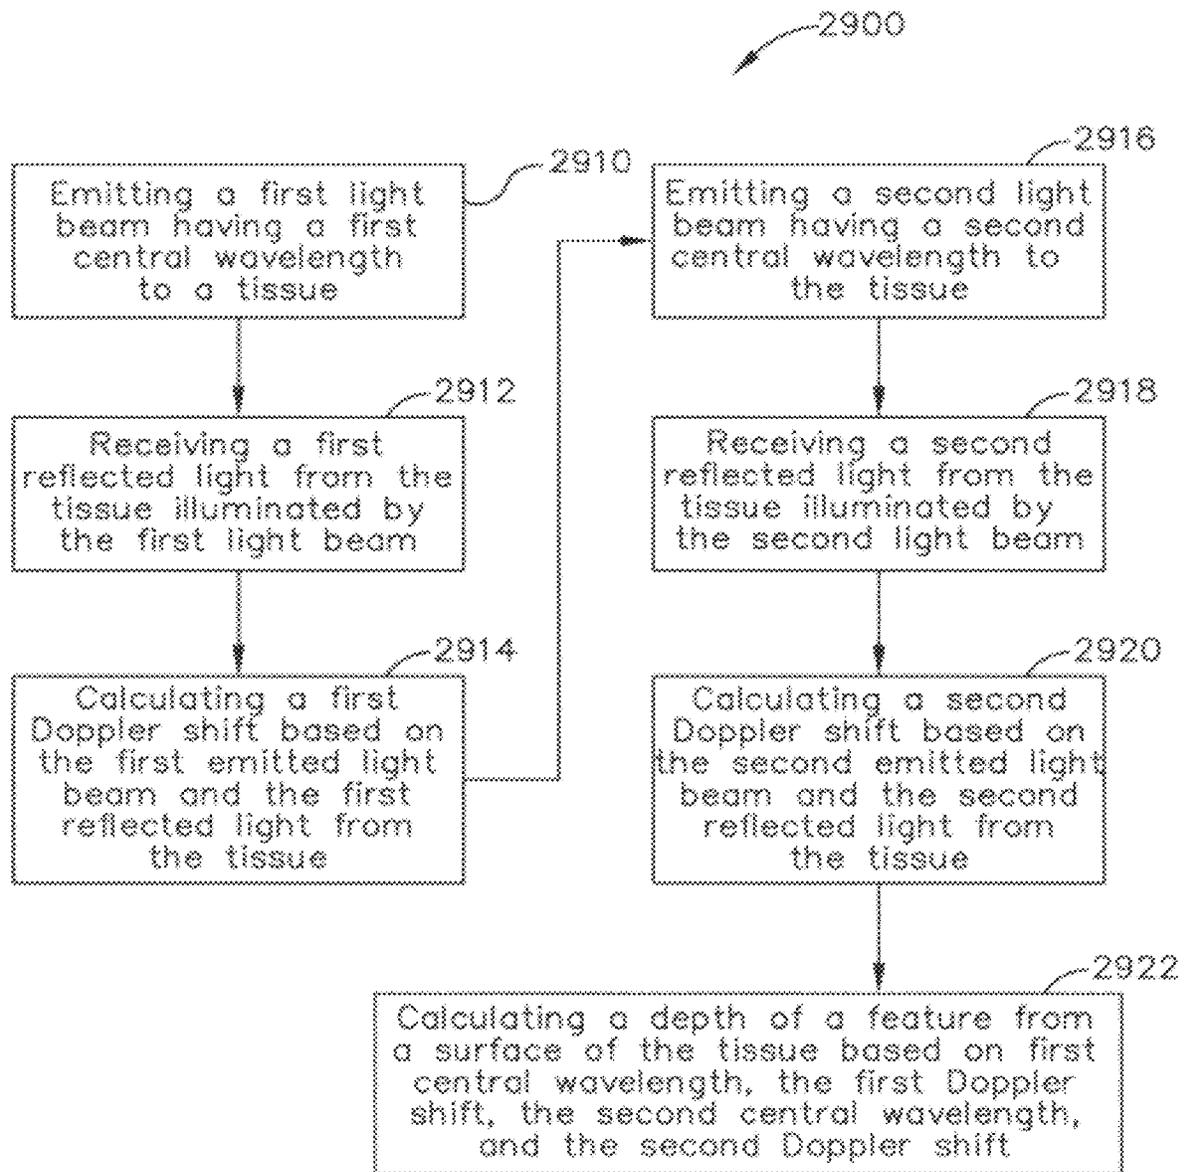 2900
2910
Emitting a first light
beam having a first
central wavelength
to a tissue
2912
Receiving a first
reflected light from the
tissue illuminated by
the first light beam
2914
Calculating a first
Doppler shift based on
the first emitted light
beam and the first
reflected light from
the tissue
2916
Emitting a second light
beam having a second
central wavelength to
the tissue
2918
Receiving a second
reflected light from the
tissue illuminated by
the second light beam
2920
Calculating a second
Doppler shift based on
the second emitted light
beam and the second
reflected light from
the tissue
2922
Calculating a depth of a feature from
a surface of the tissue based on first
central wavelength, the first Doppler
shift, the second central wavelength,
and the second Doppler shift